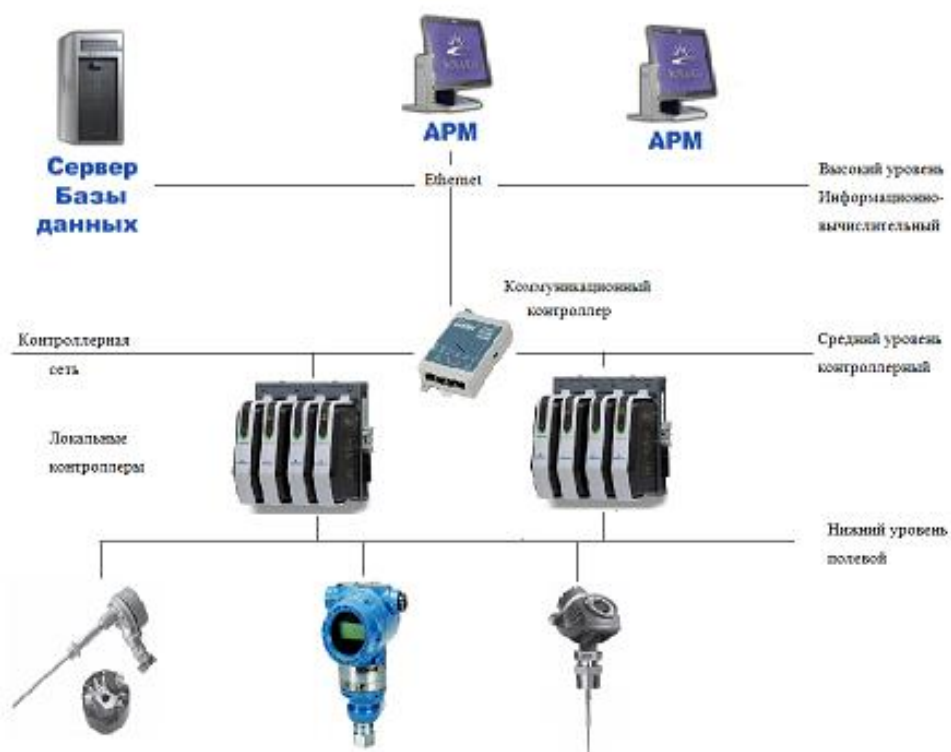 АРМ
АРМ
Сервер
Базы
данных
Ethernet
Высокий уровень
Информационно-
вычислительный
Коммуникационный
контроллер
Контроллерная
сеть
Средний уровень
контроллерный
Локальные
контроллеры
Нижний уровень
полевой